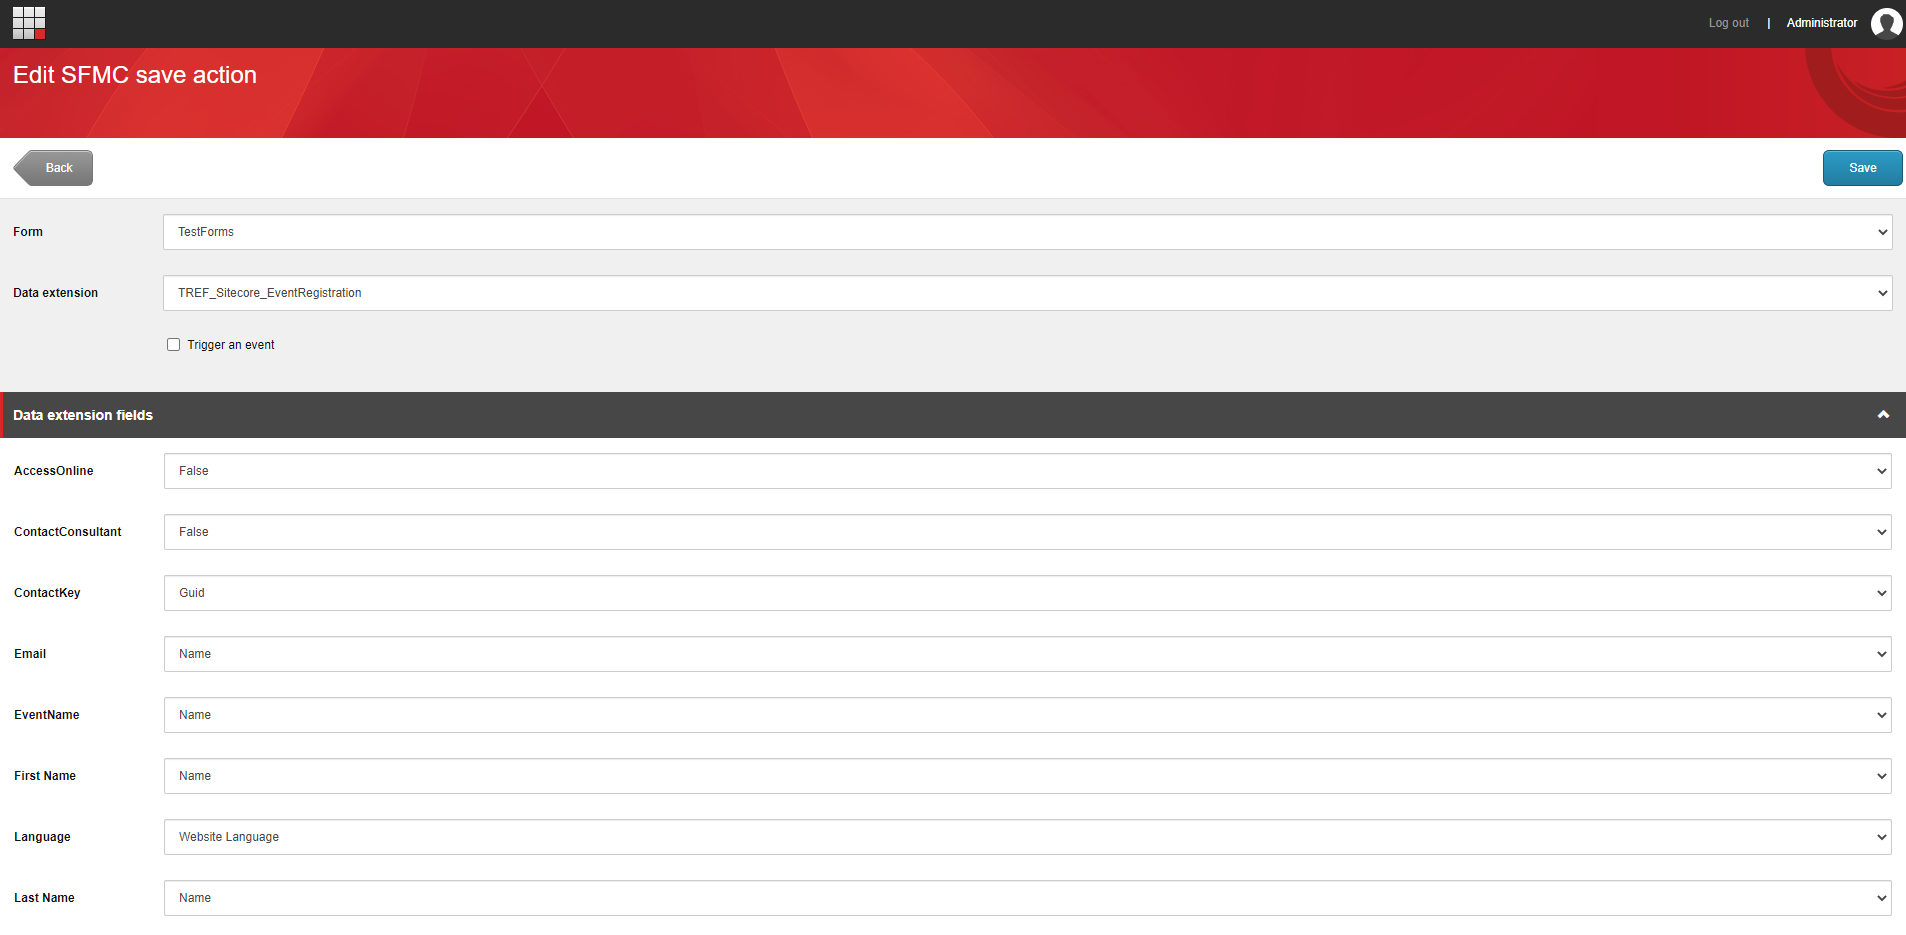 Log out | Administrator
Edit SFMC save action
Back
Save
Form TestForms
Data extension TREF_Sitecore_EventRegistration
Trigger an event
Data extension fields
AccessOnline False
ContactConsultant False
ContactKey Guid
Email Name
EventName Name
First Name Name
Language Website Language
Last Name Name